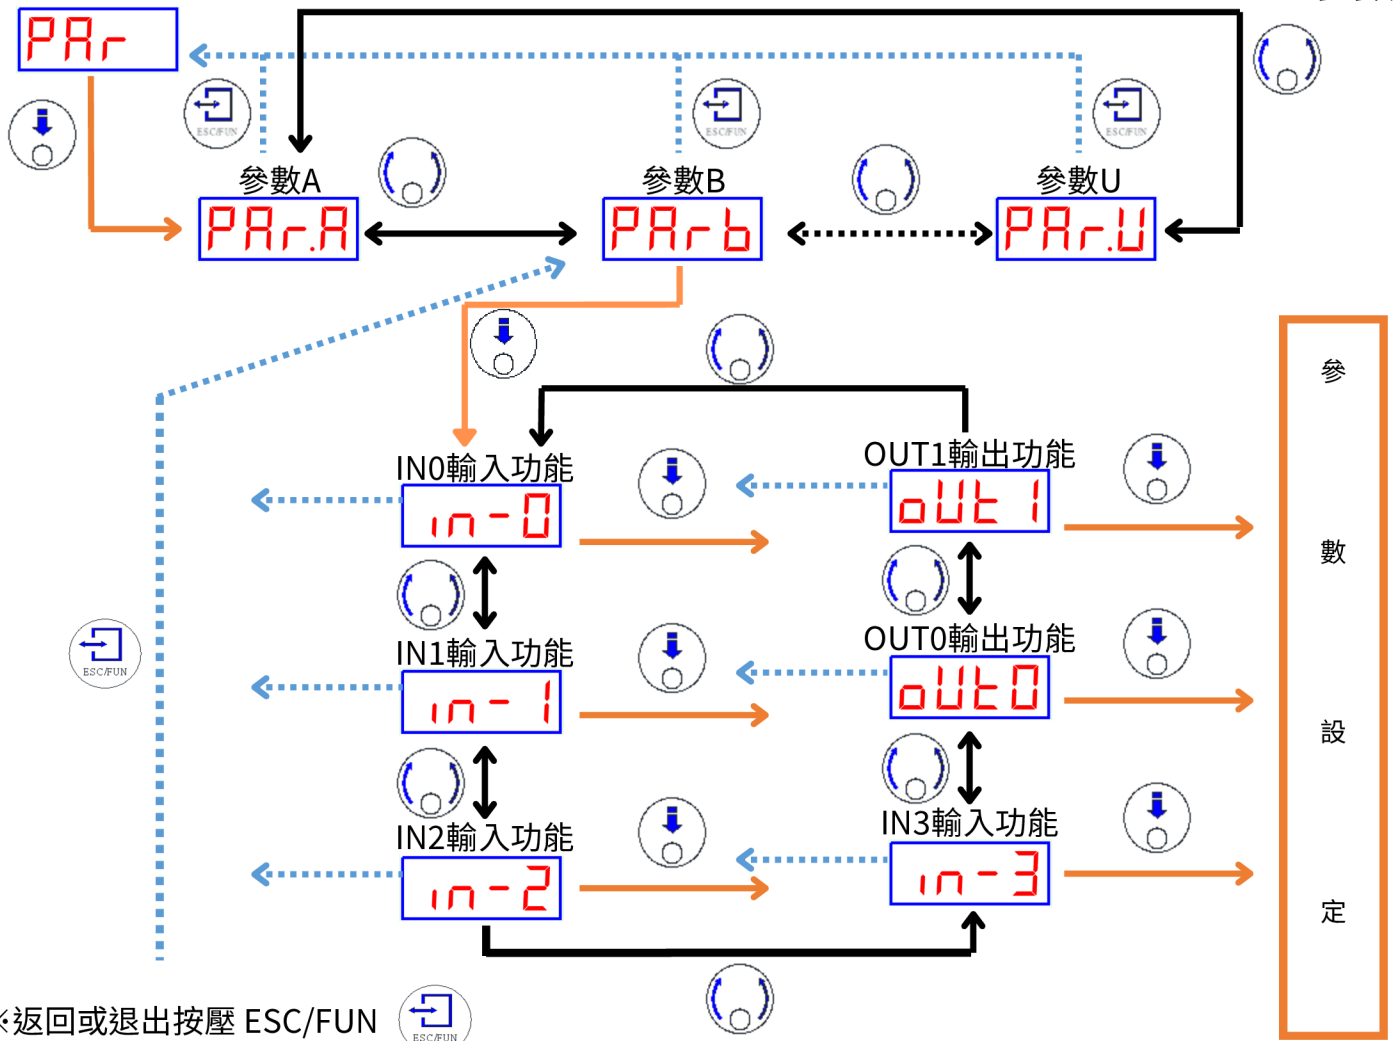 PAr
ESC/FUN
ESC/FUN
ESC/FUN
參數A
參數B
參數U
PAr.A
PArb
PAr.U
參
數
設
定
IN0輸入功能
OUT1輸出功能
in-0
oUt1
IN1輸入功能
OUT0輸出功能
in-1
oUt0
ESC/FUN
IN2輸入功能
IN3輸入功能
in-2
in-3
※返回或退出按壓 ESC/FUN
ESC/FUN